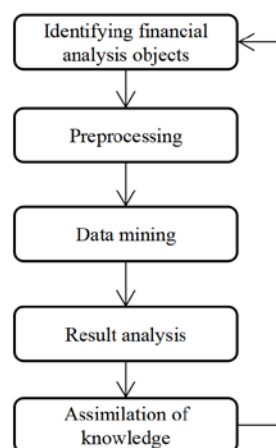 Identifying financial
analysis objects
Preprocessing
Data mining
Result analysis
Assimilation of
knowledge